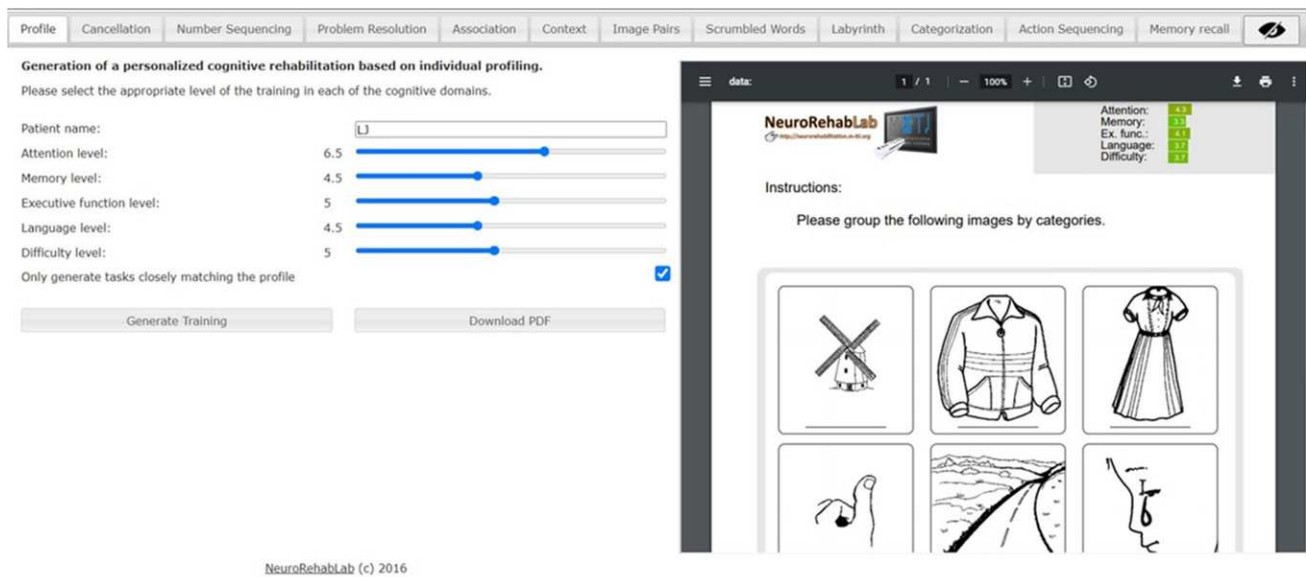 Profile Cancellation Number Sequencing Problem Resolution Association Context Image Pairs Scrumbled Words Labyrinth Categorization Action Sequencing Memory recall
Generation of a personalized cognitive rehabilitation based on individual profiling.
Please select the appropriate level of the training in each of the cognitive domains.
Patient name: LJ
Attention level: 6.5
Memory level: 4.5
Executive function level: 5
Language level: 4.5
Difficulty level: 5
Only generate tasks closely matching the profile
Generate Training Download PDF
data: 1 / 1 100%
NeuroRehabLab
Attention: 4.3
Memory: 3.3
Ex. func.: 4.1
Language: 3.7
Difficulty: 3.7
Instructions:
Please group the following images by categories.
NeuroRehabLab (c) 2016